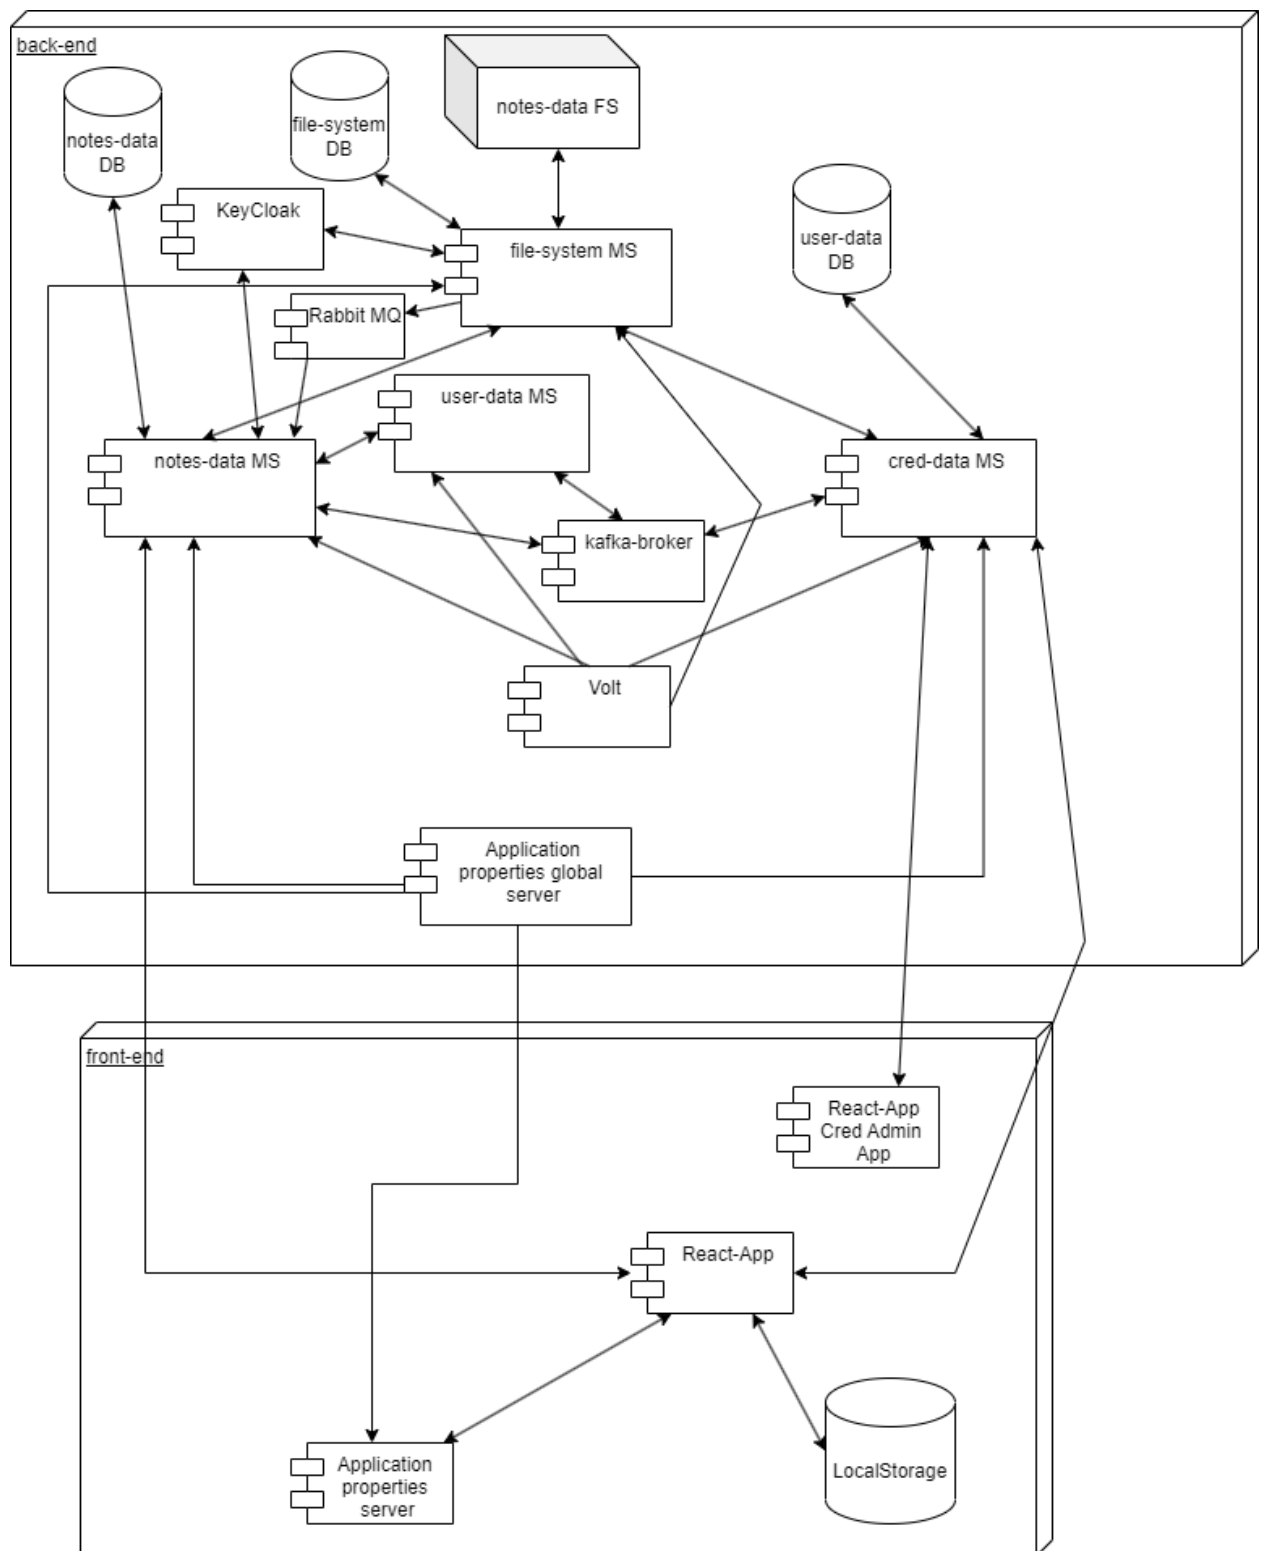 back-end
notes-data
DB
file-system
DB
notes-data FS
KeyCloak
file-system MS
user-data
DB
Rabbit MQ
user-data MS
notes-data MS
cred-data MS
kafka-broker
Volt
Application
properties global
server
front-end
React-App
Cred Admin
App
React-App
Application
properties
server
LocalStorage